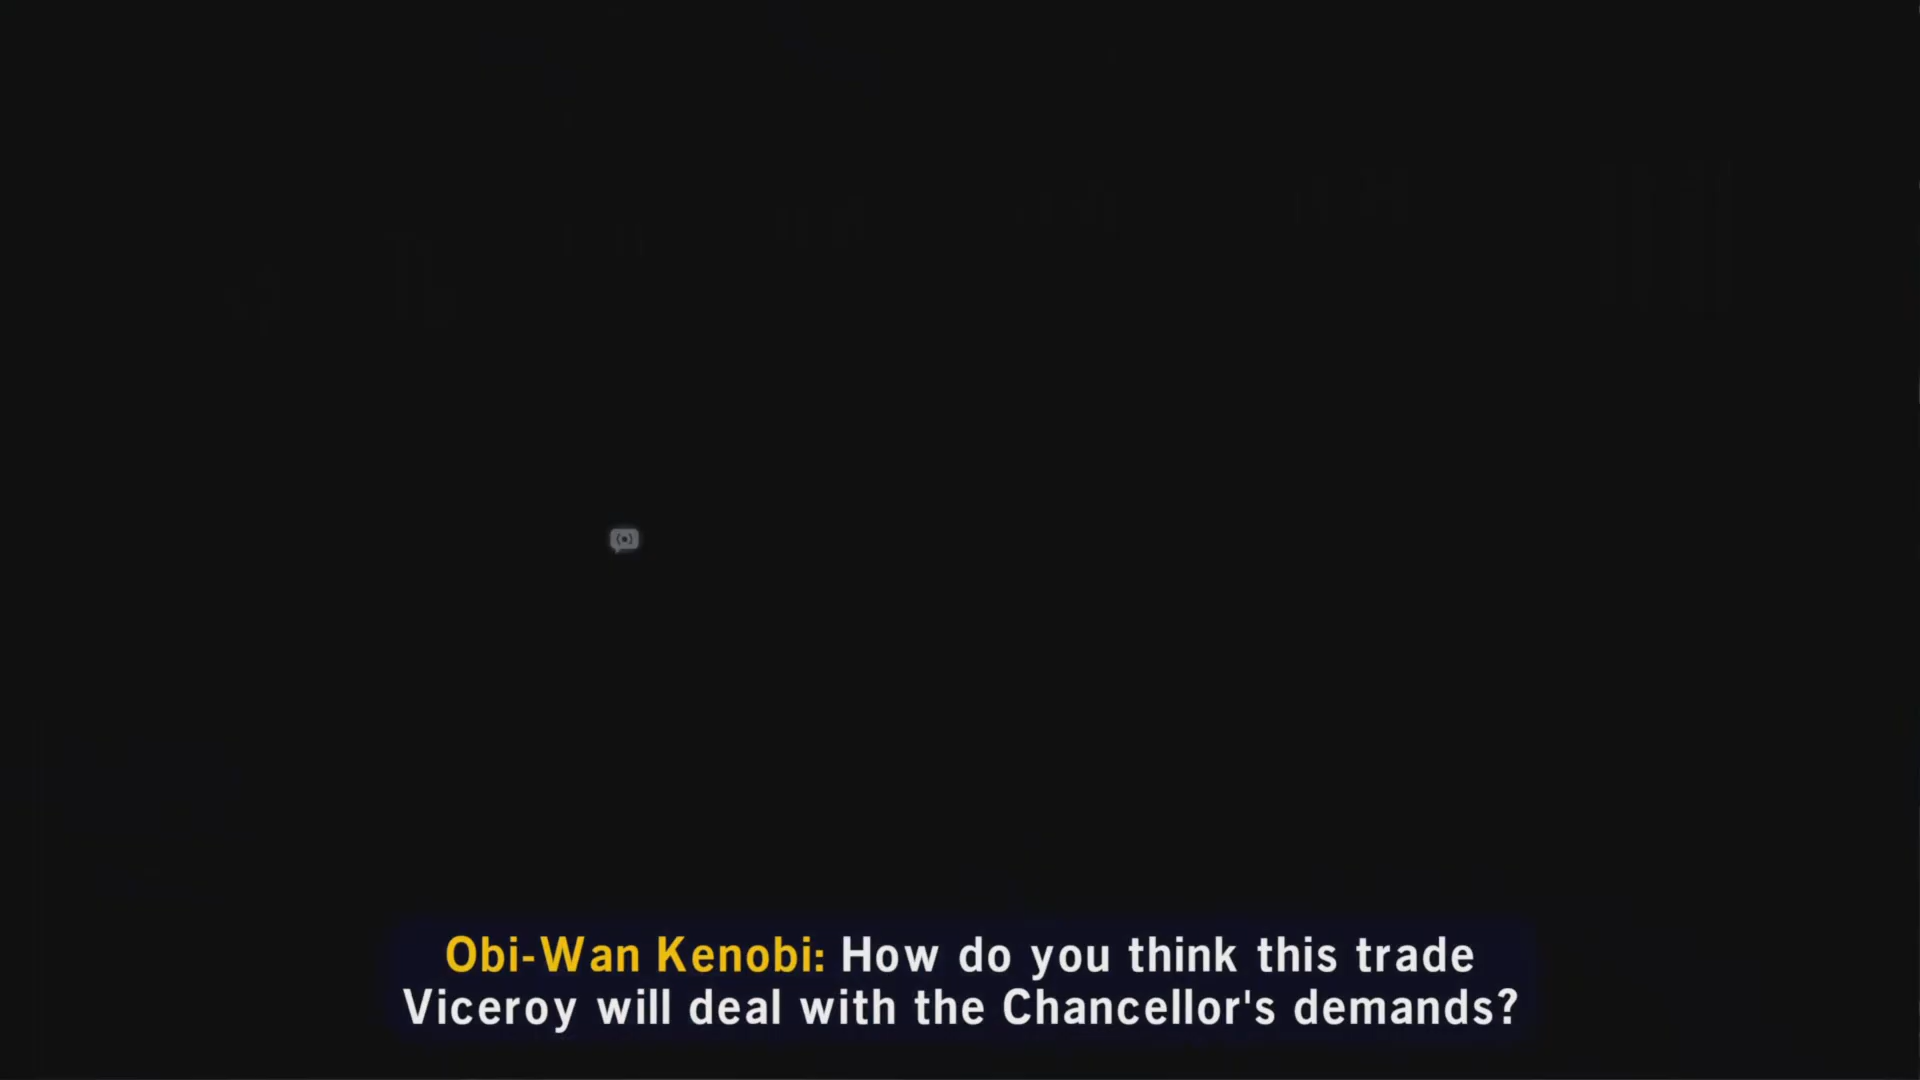 Obi-Wan Kenobi: How do you think this trade
Viceroy will deal with the Chancellor's demands?